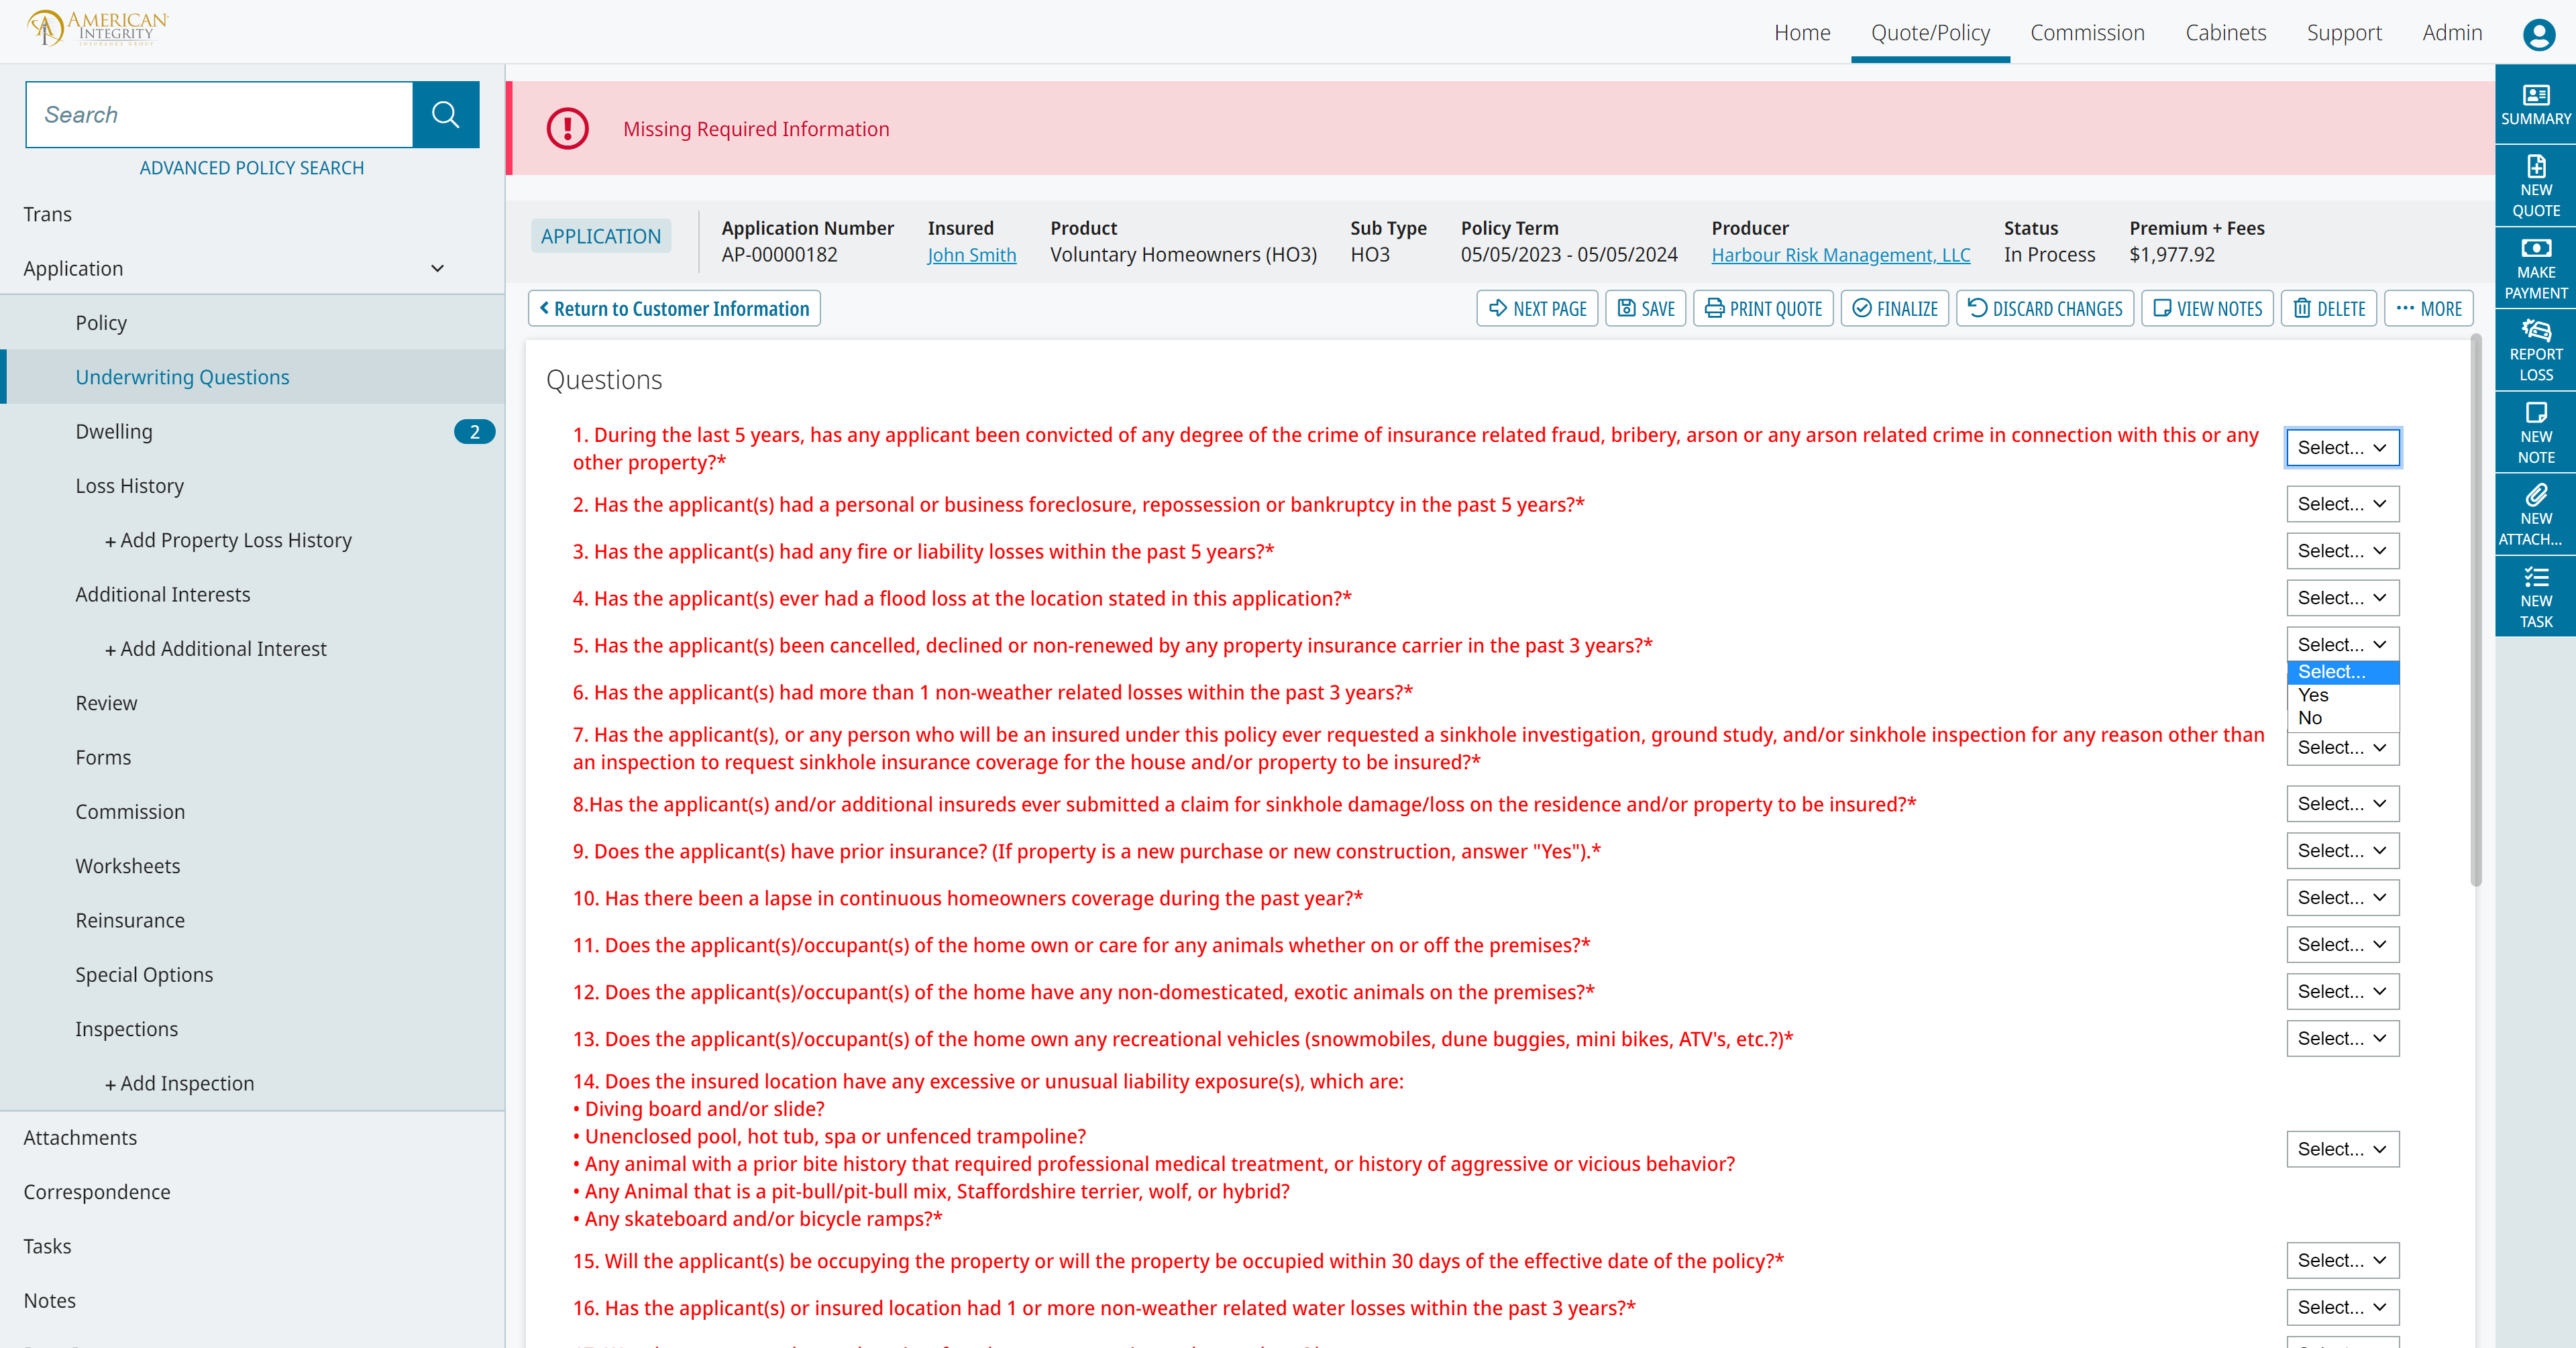 AMERICAN
INTEGRITY
INSURANCE GROUP
Home
Quote/Policy
Commission
Cabinets
Support
Admin
Search
ADVANCED POLICY SEARCH
Trans
Application
Policy
Underwriting Questions
Dwelling
2
Loss History
+ Add Property Loss History
Additional Interests
+ Add Additional Interest
Review
Forms
Commission
Worksheets
Reinsurance
Special Options
Inspections
+ Add Inspection
Attachments
Correspondence
Tasks
Notes
Missing Required Information
APPLICATION
Application Number
AP-00000182
Insured
John Smith
Product
Voluntary Homeowners (HO3)
Sub Type
HO3
Policy Term
05/05/2023 - 05/05/2024
Producer
Harbour Risk Management, LLC
Status
In Process
Premium + Fees
$1,977.92
Return to Customer Information
NEXT PAGE
SAVE
PRINT QUOTE
FINALIZE
DISCARD CHANGES
VIEW NOTES
DELETE
MORE
Questions
1. During the last 5 years, has any applicant been convicted of any degree of the crime of insurance related fraud, bribery, arson or any arson related crime in connection with this or any
other property?*
Select...
2. Has the applicant(s) had a personal or business foreclosure, repossession or bankruptcy in the past 5 years?*
Select...
3. Has the applicant(s) had any fire or liability losses within the past 5 years?*
Select...
4. Has the applicant(s) ever had a flood loss at the location stated in this application?*
Select...
5. Has the applicant(s) been cancelled, declined or non-renewed by any property insurance carrier in the past 3 years?*
Select...
Select...
Yes
No
6. Has the applicant(s) had more than 1 non-weather related losses within the past 3 years?*
7. Has the applicant(s), or any person who will be an insured under this policy ever requested a sinkhole investigation, ground study, and/or sinkhole inspection for any reason other than
an inspection to request sinkhole insurance coverage for the house and/or property to be insured?*
Select...
8.Has the applicant(s) and/or additional insureds ever submitted a claim for sinkhole damage/loss on the residence and/or property to be insured?*
Select...
9. Does the applicant(s) have prior insurance? (If property is a new purchase or new construction, answer "Yes").*
Select...
10. Has there been a lapse in continuous homeowners coverage during the past year?*
Select...
11. Does the applicant(s)/occupant(s) of the home own or care for any animals whether on or off the premises?*
Select...
12. Does the applicant(s)/occupant(s) of the home have any non-domesticated, exotic animals on the premises?*
Select...
13. Does the applicant(s)/occupant(s) of the home own any recreational vehicles (snowmobiles, dune buggies, mini bikes, ATV's, etc.?)*
Select...
14. Does the insured location have any excessive or unusual liability exposure(s), which are:
• Diving board and/or slide?
• Unenclosed pool, hot tub, spa or unfenced trampoline?
• Any animal with a prior bite history that required professional medical treatment, or history of aggressive or vicious behavior?
• Any Animal that is a pit-bull/pit-bull mix, Staffordshire terrier, wolf, or hybrid?
• Any skateboard and/or bicycle ramps?*
Select...
15. Will the applicant(s) be occupying the property or will the property be occupied within 30 days of the effective date of the policy?*
Select...
16. Has the applicant(s) or insured location had 1 or more non-weather related water losses within the past 3 years?*
Select...
SUMMARY
NEW
QUOTE
MAKE
PAYMENT
REPORT
LOSS
NEW
NOTE
NEW
ATTACH...
NEW
TASK